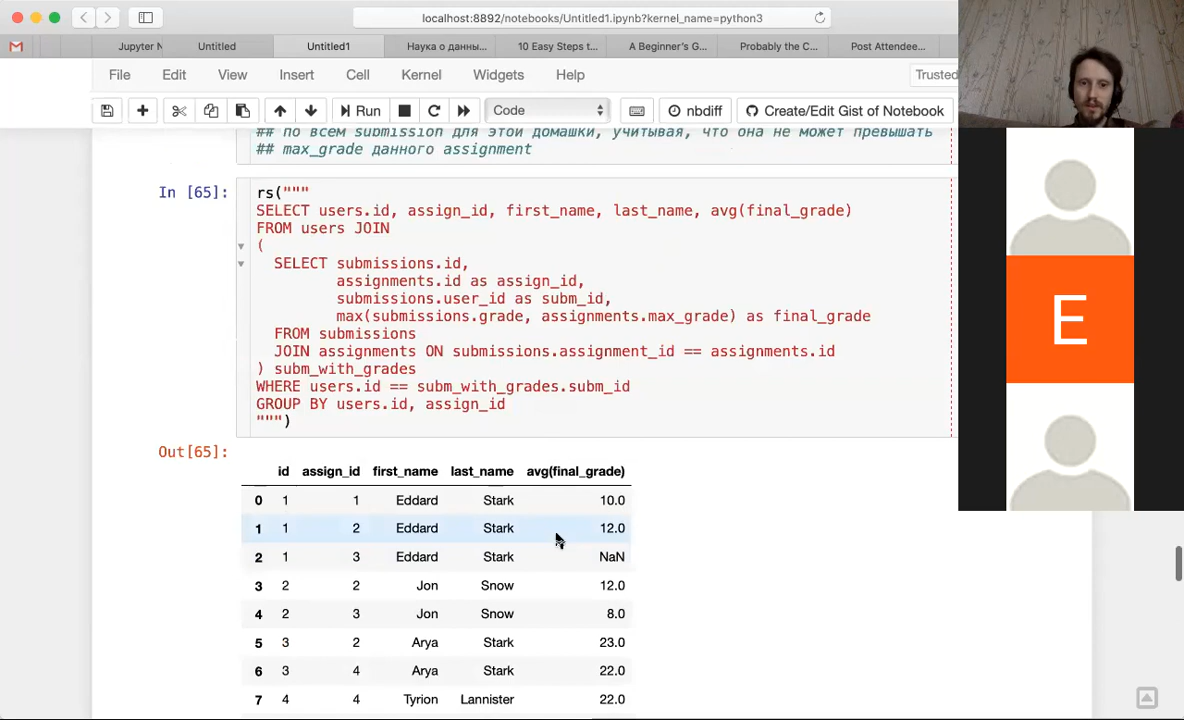 localhost:8892/notebooks/Untitled1.ipynb?kernel_name=python3
Jupyter N
Untitled
Untitled1
Наука о данны...
10 Easy Steps t...
A Beginner's G...
Probably the C...
Post Attendee...
File Edit View Insert Cell Kernel Widgets Help
Trusted
Run
Code
nbdiff
Create/Edit Gist of Notebook
## по всем submission для этой домашки, учитывая, что она не может превышать
## max_grade данного assignment
In [65]:
rs("""
SELECT users.id, assign_id, first_name, last_name, avg(final_grade)
FROM users JOIN
(
SELECT submissions.id,
assignments.id as assign_id,
submissions.user_id as subm_id,
max(submissions.grade, assignments.max_grade) as final_grade
FROM submissions
JOIN assignments ON submissions.assignment_id == assignments.id
) subm_with_grades
WHERE users.id == subm_with_grades.subm_id
GROUP BY users.id, assign_id
""")
Out[65]:
id assign_id first_name last_name avg(final_grade)
0 1 1 Eddard Stark 10.0
1 1 2 Eddard Stark 12.0
2 1 3 Eddard Stark NaN
3 2 2 Jon Snow 12.0
4 2 3 Jon Snow 8.0
5 3 2 Arya Stark 23.0
6 3 4 Arya Stark 22.0
7 4 4 Tyrion Lannister 22.0
E